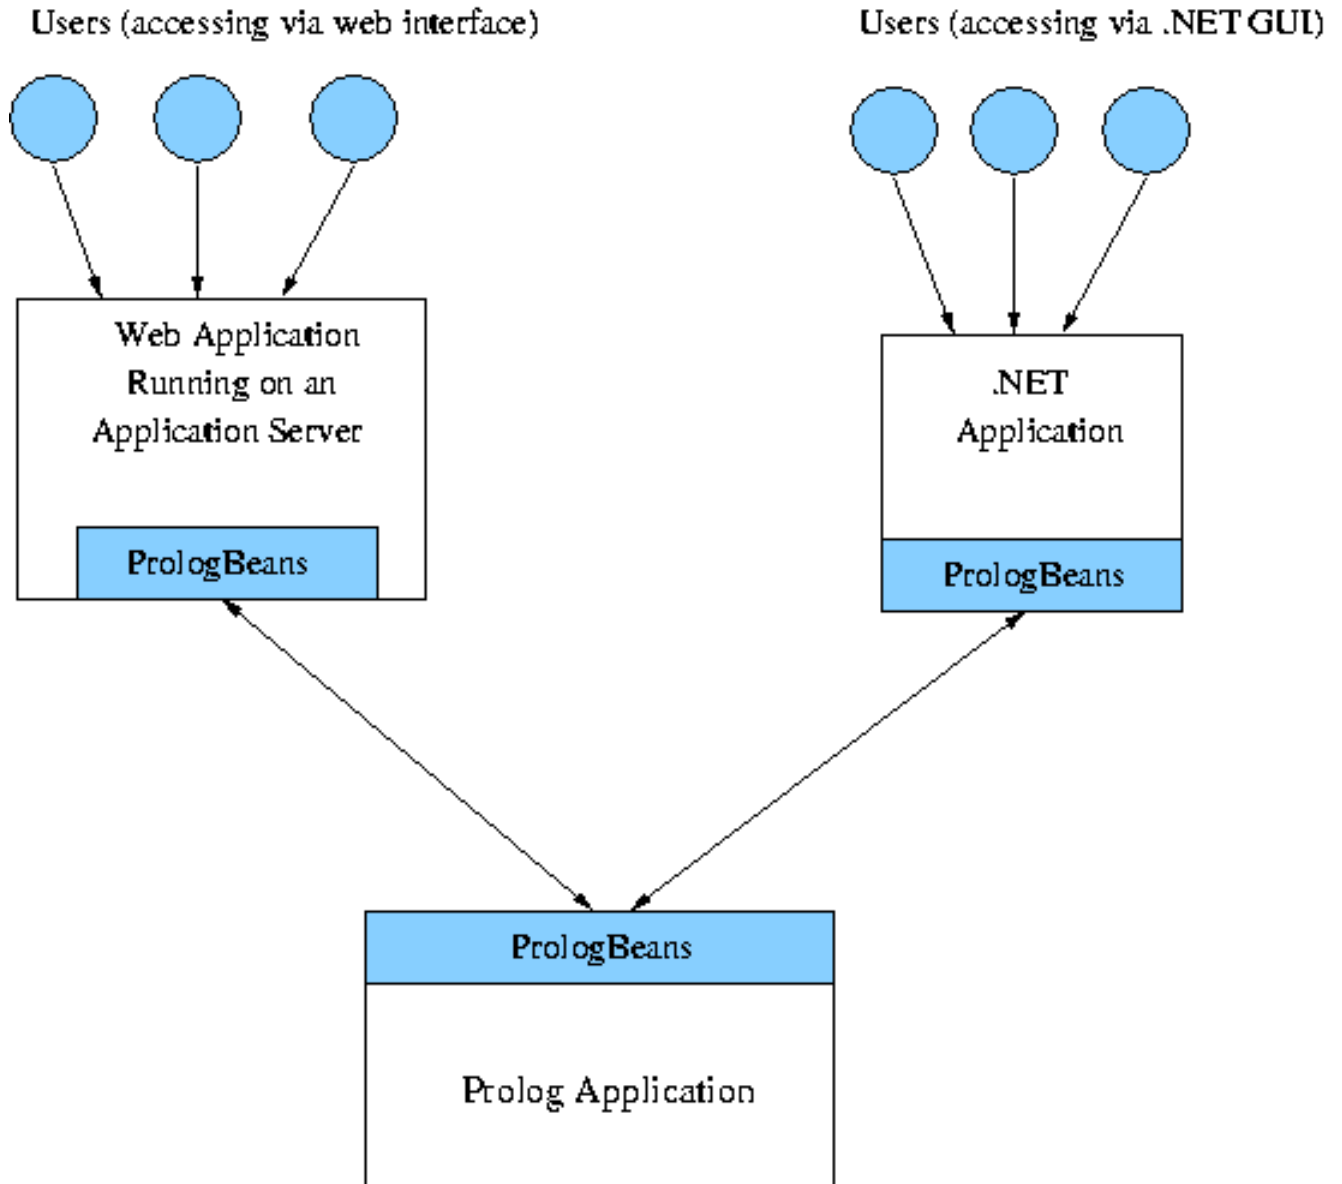 Users (accessing via web interface)
Users (accessing via .NET GUI)
Web Application
Running on an
Application Server
PrologBeans
.NET
Application
PrologBeans
PrologBeans
Prolog Application